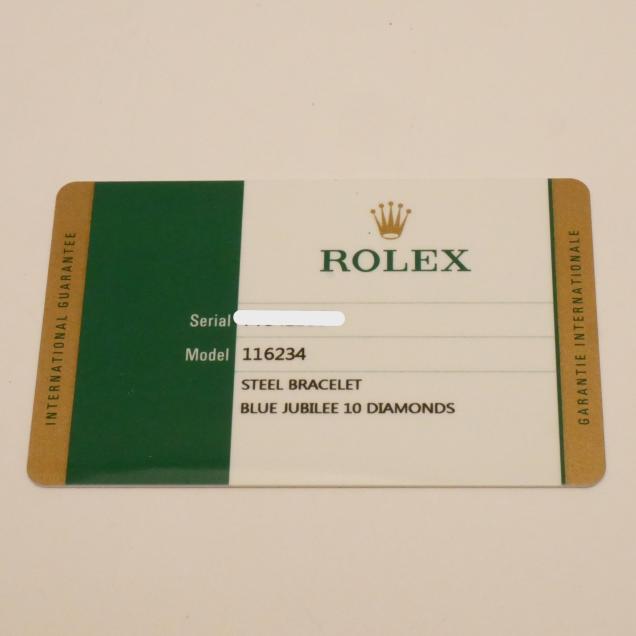 INTERNATIONAL GUARANTEE
ROLEX
Serial
Model 116234
STEEL BRACELET
BLUE JUBILEE 10 DIAMONDS
GARANTIE INTERNATIONALE